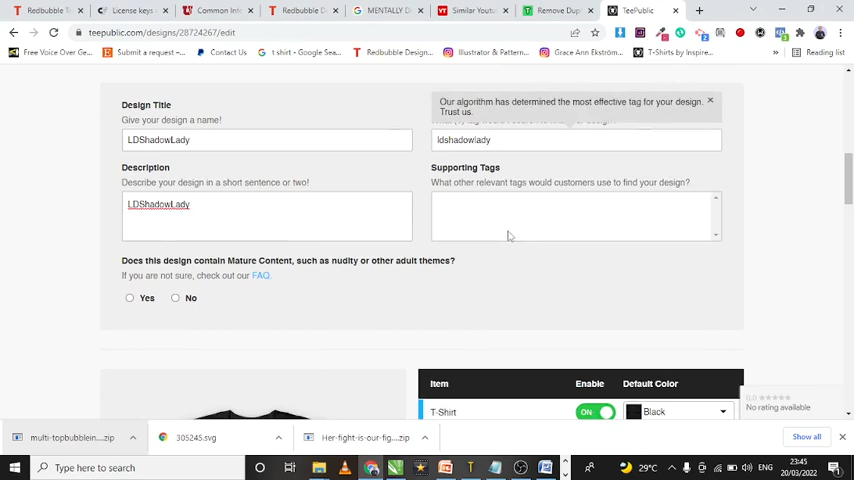 Redbubble T
License keys
Common In
Redbubble D
MENTALLY D
Similar Youtu
Remove Dup
TeePublic
teepublic.com/designs/28724267/edit
Free Voice Over Ge...
Submit a request –...
Contact Us
t shirt - Google Sea...
Redbubble Design...
Illustrator & Pattern...
Grace Ann Ekström...
T-Shirts by Inspire...
Reading list
Design Title
Give your design a name!
LDShadowLady
Our algorithm has determined the most effective tag for your design.
Trust us.
ldshadowlady
Description
Describe your design in a short sentence or two!
LDShadowLady
Supporting Tags
What other relevant tags would customers use to find your design?
Does this design contain Mature Content, such as nudity or other adult themes?
If you are not sure, check out our FAQ.
Yes
No
Item
Enable
Default Color
T-Shirt
ON
Black
No rating available
multi-topbubblein....zip
305245.svg
Her-fight-is-our-fig....zip
Show all
Type here to search
29°C
ENG
23:45
20/03/2022